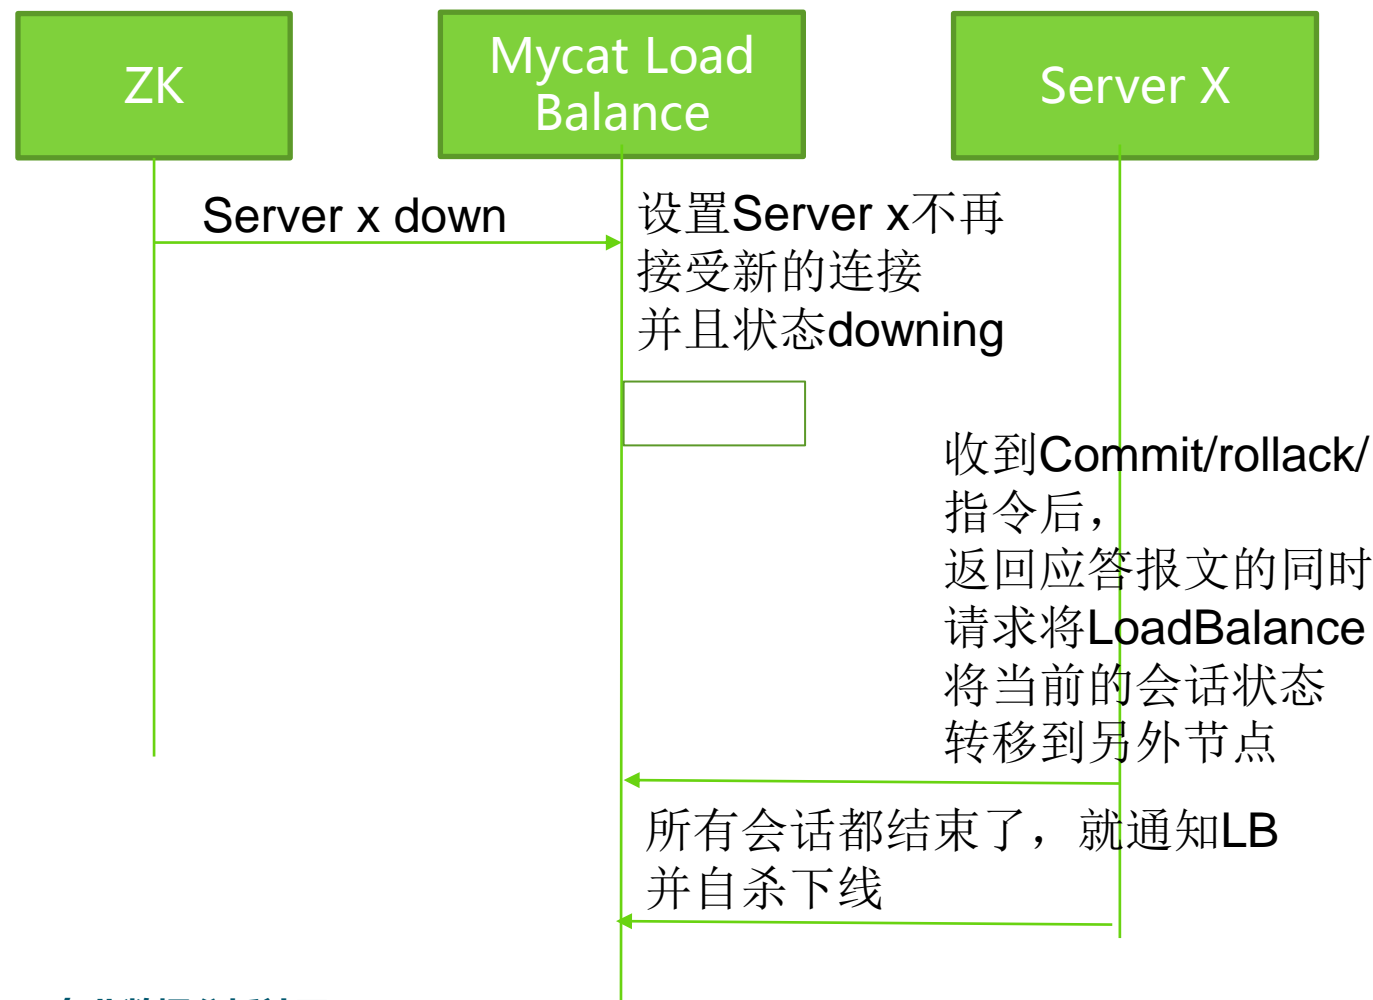 ZK
Mycat Load
Balance
Server X
Server x down
设置Server x不再
接受新的连接
并且状态downing
收到Commit/rollack/
指令后，
返回应答报文的同时
请求将LoadBalance
将当前的会话状态
转移到另外节点
所有会话都结束了，就通知LB
并自杀下线